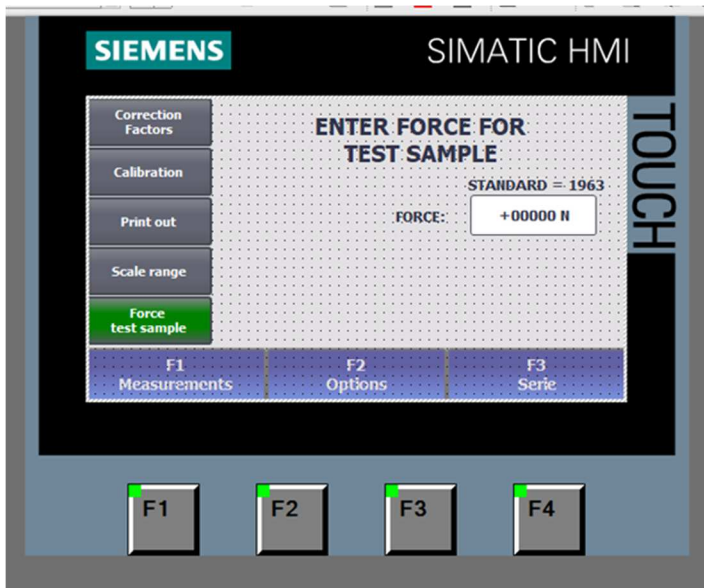 SIEMENS
SIMATIC HMI
TOUCH
Correction
Factors
Calibration
Print out
Scale range
Force
test sample
ENTER FORCE FOR
TEST SAMPLE
STANDARD = 1963
FORCE:
+00000 N
F1
Measurements
F2
Options
F3
Serie
F1
F2
F3
F4